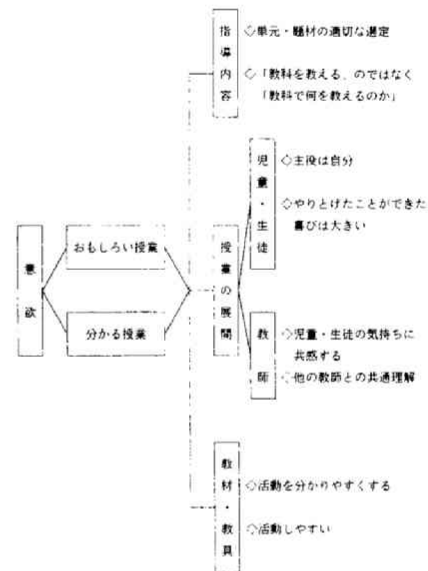 意欲
おもしろい授業
分かる授業
指導内容
◇単元・題材の適切な選定
◇「教科を教える」のではなく
「教科で何を教えるのか」
授業の展開
児童・生徒
◇主役は自分
◇やりとげたことができた
喜びは大きい
教師
◇児童・生徒の気持ちに
共感する
◇他の教師との共通理解
教材・教具
◇活動を分かりやすくする
◇活動しやすい